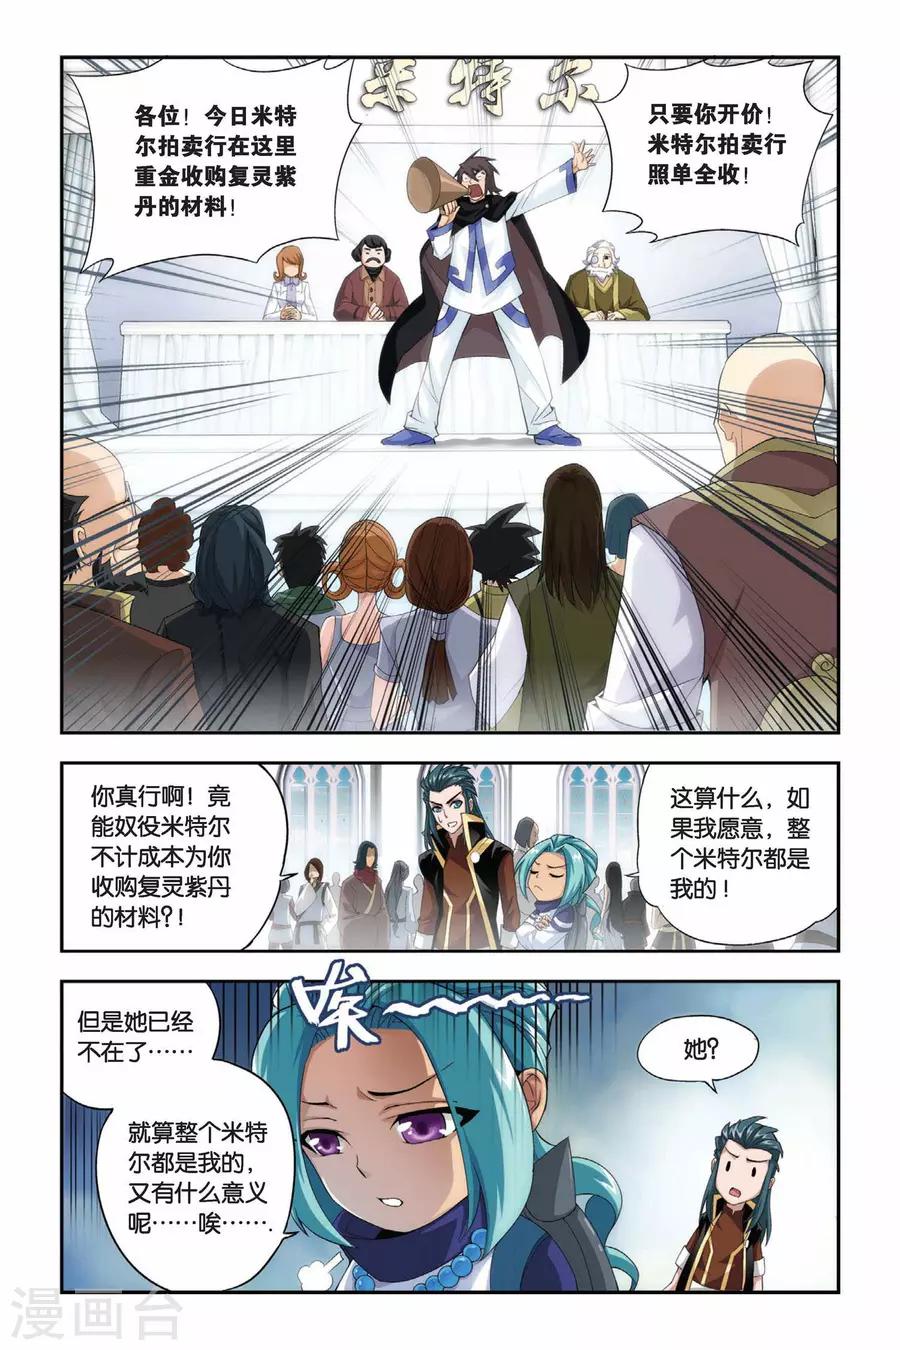 米特尔
各位！今日米特
尔拍卖行在这里
重金收购复灵紫
丹的材料！
只要你开价！
米特尔拍卖行
照单全收！
你真行啊！竟
能奴役米特尔
不计成本为你
收购复灵紫丹
的材料？！
这算什么，如
果我愿意，整
个米特尔都是
我的！
唉～
但是她已经
不在了……
就算整个米特
尔都是我的，
又有什么意义
呢……唉…….
她？
漫画台